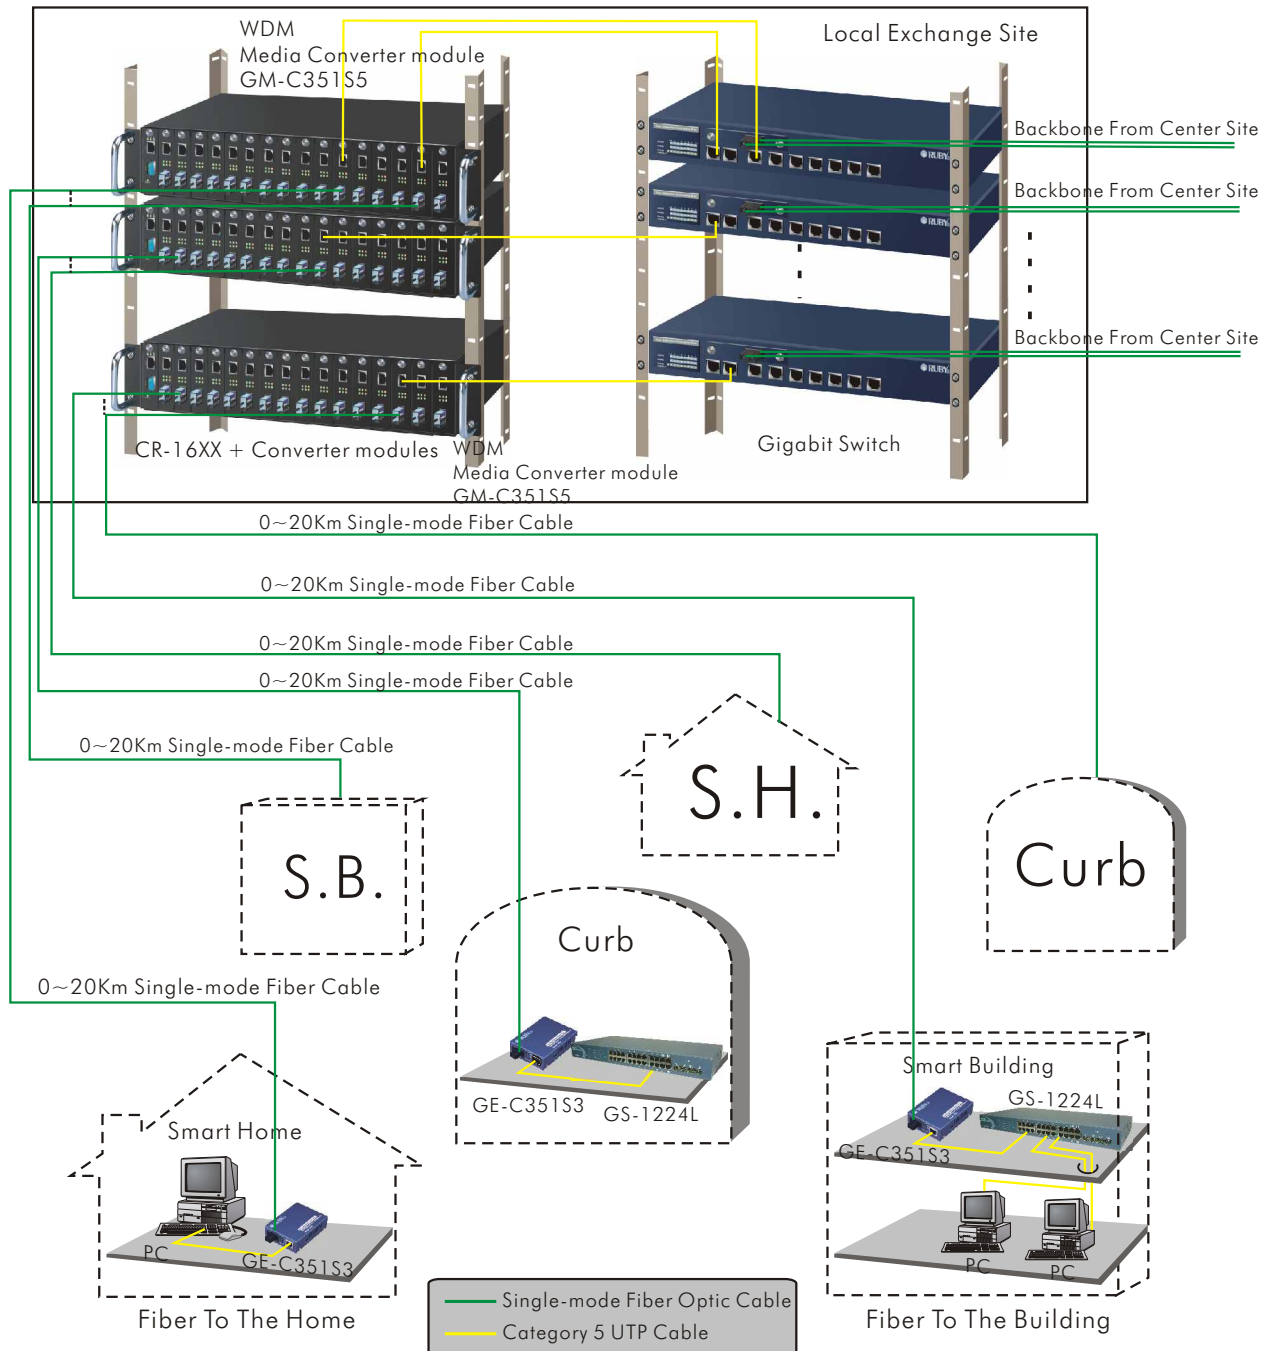 WDM
Media Converter module
GM-C351S5
Local Exchange Site
Backbone From Center Site
RUBY
Backbone From Center Site
RUBY
Backbone From Center Site
RUBY
CR-16XX + Converter modules
WDM
Media Converter module
GM-C351S5
Gigabit Switch
0~20Km Single-mode Fiber Cable
0~20Km Single-mode Fiber Cable
0~20Km Single-mode Fiber Cable
0~20Km Single-mode Fiber Cable
0~20Km Single-mode Fiber Cable
S.H.
S.B.
Curb
Curb
0~20Km Single-mode Fiber Cable
GE-C351S3
GS-1224L
Smart Building
GS-1224L
GE-C351S3
Smart Home
PC
GE-C351S3
PC
PC
Fiber To The Home
Single-mode Fiber Optic Cable
Category 5 UTP Cable
Fiber To The Building